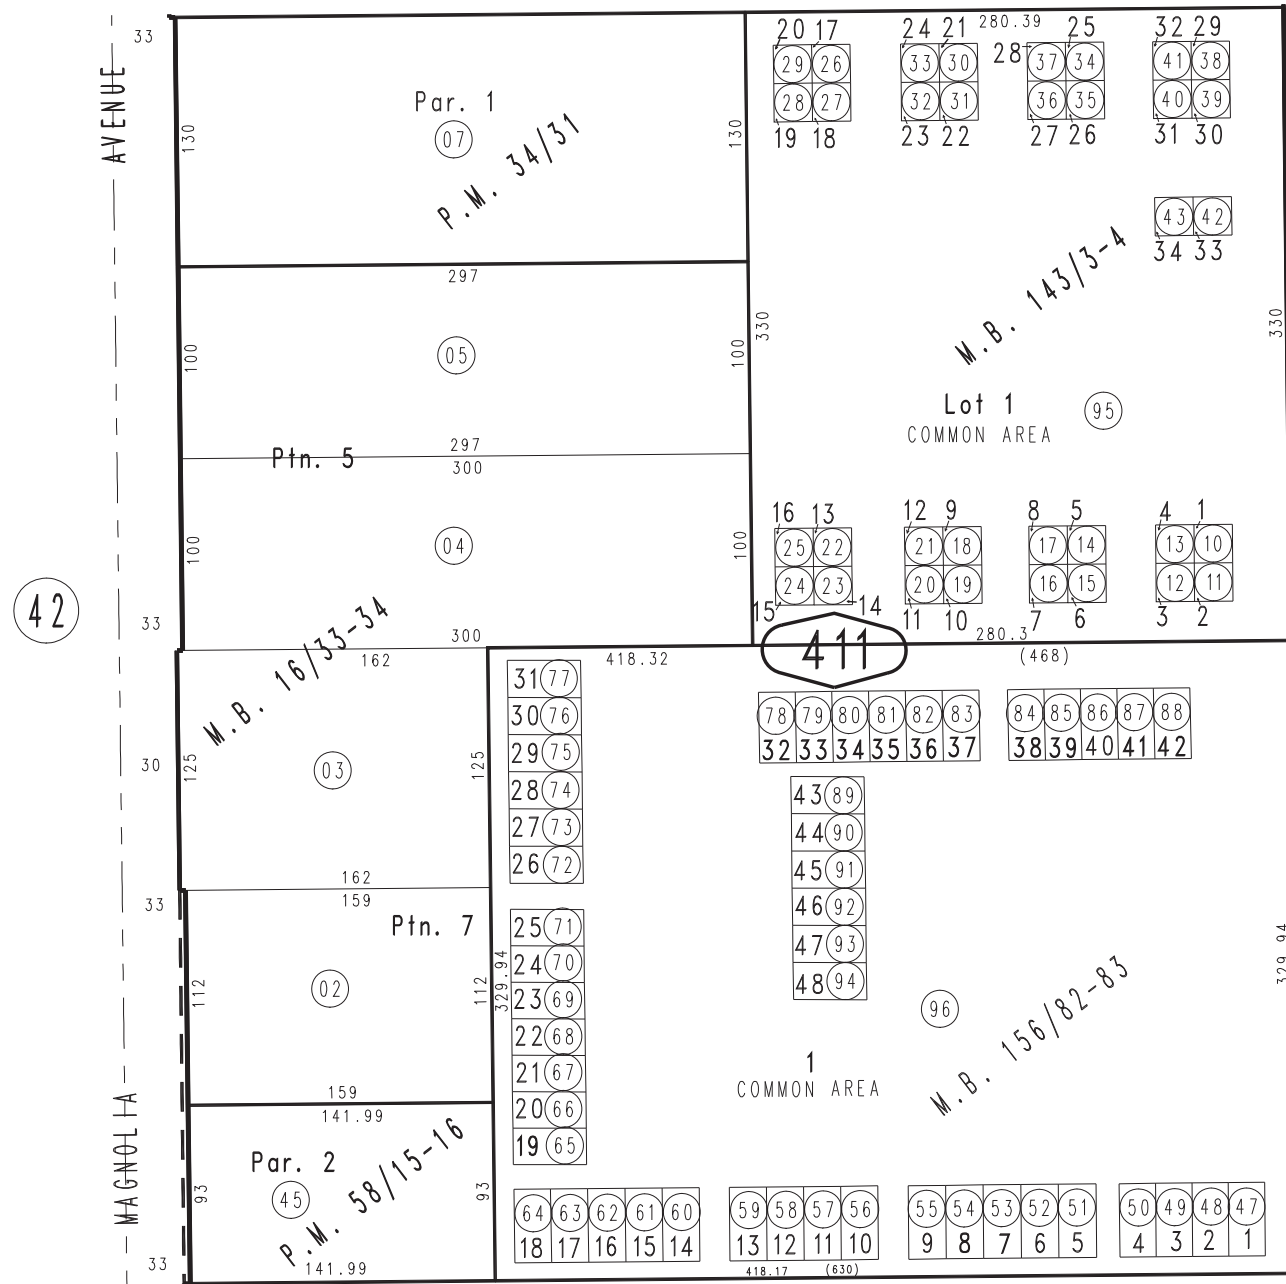 33
AVENUE
130
Par. 1
07
P.M. 34/31
130
297
100
05
100
297
Ptn. 5
300
100
04
100
42
33
300
M.B. 16/33-34
162
30
125
03
125
162
33
159
Ptn. 7
112
02
112
159
MAGNOLIA
141.99
Par. 2
93
45
P.M. 58/15-16
93
33
141.99
280.39
20 17 24 21 28 25 32 29
29 26 33 30 37 34 41 38
28 27 32 31 36 35 40 39
19 18 23 22 27 26 31 30
43 42
34 33
M.B. 143/3-4
330
330
Lot 1
95
COMMON AREA
16 13 12 9 8 5 4 1
25 22 21 18 17 14 13 10
24 23 20 19 16 15 12 11
15 14 11 10 7 6 3 2
280.3
411
418.32
(468)
31 77
30 76
29 75
28 74
27 73
26 72
25 71
24 70
23 69
22 68
21 67
20 66
19 65
329.94
78 79 80 81 82 83 84 85 86 87 88
32 33 34 35 36 37 38 39 40 41 42
43 89
44 90
45 91
46 92
47 93
48 94
96
329.94
M.B. 156/82-83
1
COMMON AREA
64 63 62 61 60 59 58 57 56 55 54 53 52 51 50 49 48 47
18 17 16 15 14 13 12 11 10 9 8 7 6 5 4 3 2 1
418.17 (630)